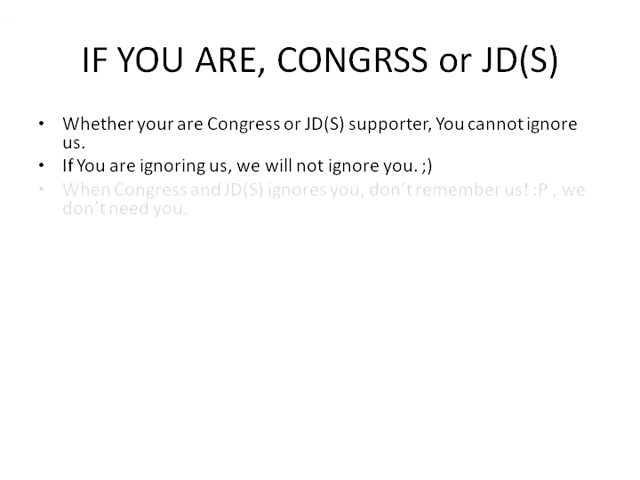 IF YOU ARE, CONGRSS or JD(S)
• Whether your are Congress or JD(S) supporter, You cannot ignore
us.
• If You are ignoring us, we will not ignore you. ;)
• When Congress and JD(S) ignores you, don't remember us! :P , we
don't need you.